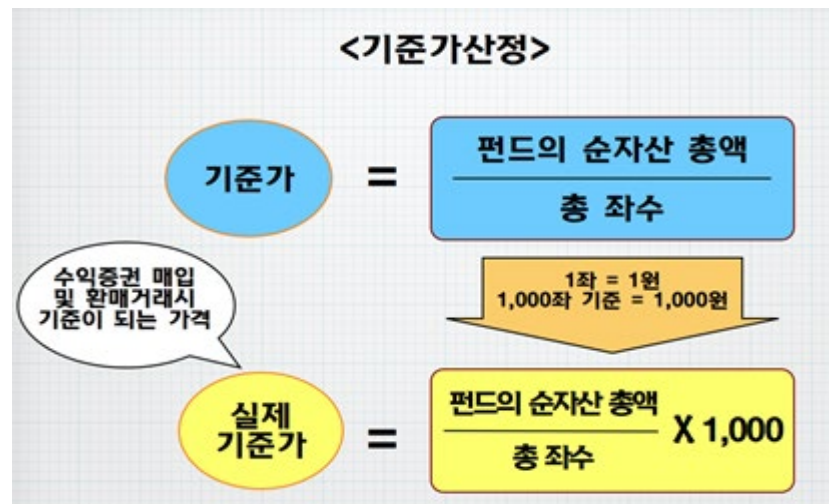 <기준가산정>
기준가
=
펀드의 순자산 총액
총 좌수
수익증권 매입
및 환매거래시
기준이 되는 가격
1좌 = 1원
1,000좌 기준 = 1,000원
실제
기준가
=
펀드의 순자산 총액
총 좌수
X 1,000